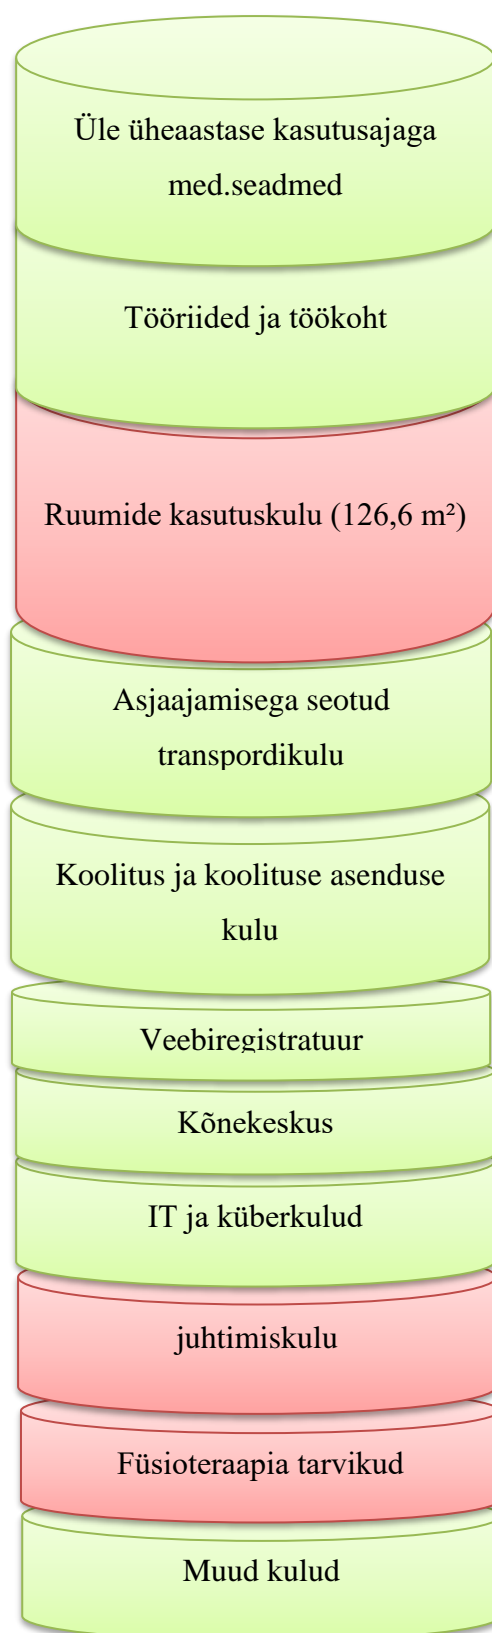 Üle üheaastase kasutusajaga
med.seadmed
Tööriided ja töökoht
Ruumide kasutuskulu (126,6 m²)
Asjaajamisega seotud
transpordikulu
Koolitus ja koolituse asenduse
kulu
Veebiregistratuur
Kõnekeskus
IT ja küberkulud
juhtimiskulu
Füsioteraapia tarvikud
Muud kulud